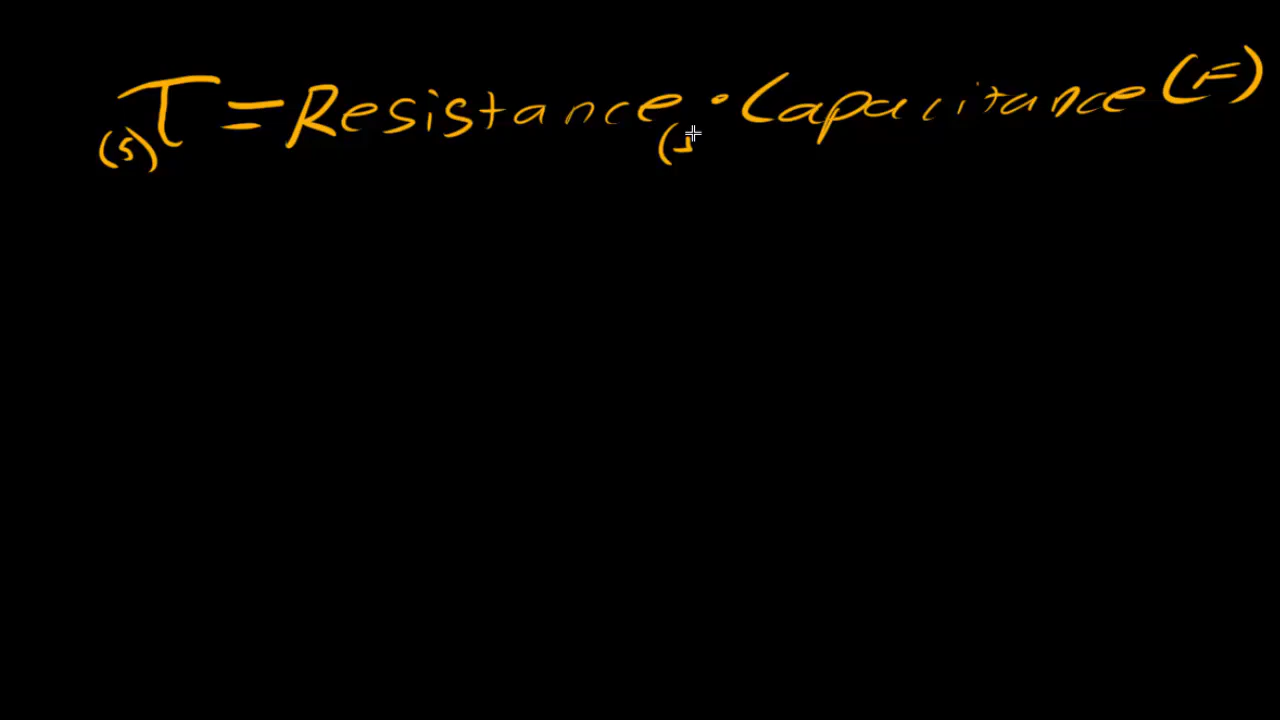 τ = Resistance · Capacitance (F)
(s)